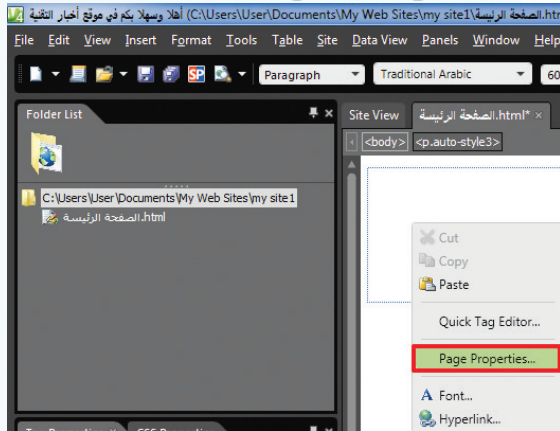 أهلا وسهلا بكم في موقع أخبار التقنية (C:\Users\User\Documents\My Web Sites\my site1\الصفحة الرئيسة.htm
File Edit View Insert Format Tools Table Site Data View Panels Window Help
Paragraph Traditional Arabic 60
Folder List
Site View الصفحة الرئيسة.html*
<body> <p.auto-style3>
C:\Users\User\Documents\My Web Sites\my site1
الصفحة الرئيسة.html
Cut
Copy
Paste
Quick Tag Editor...
Page Properties...
Font...
Hyperlink...